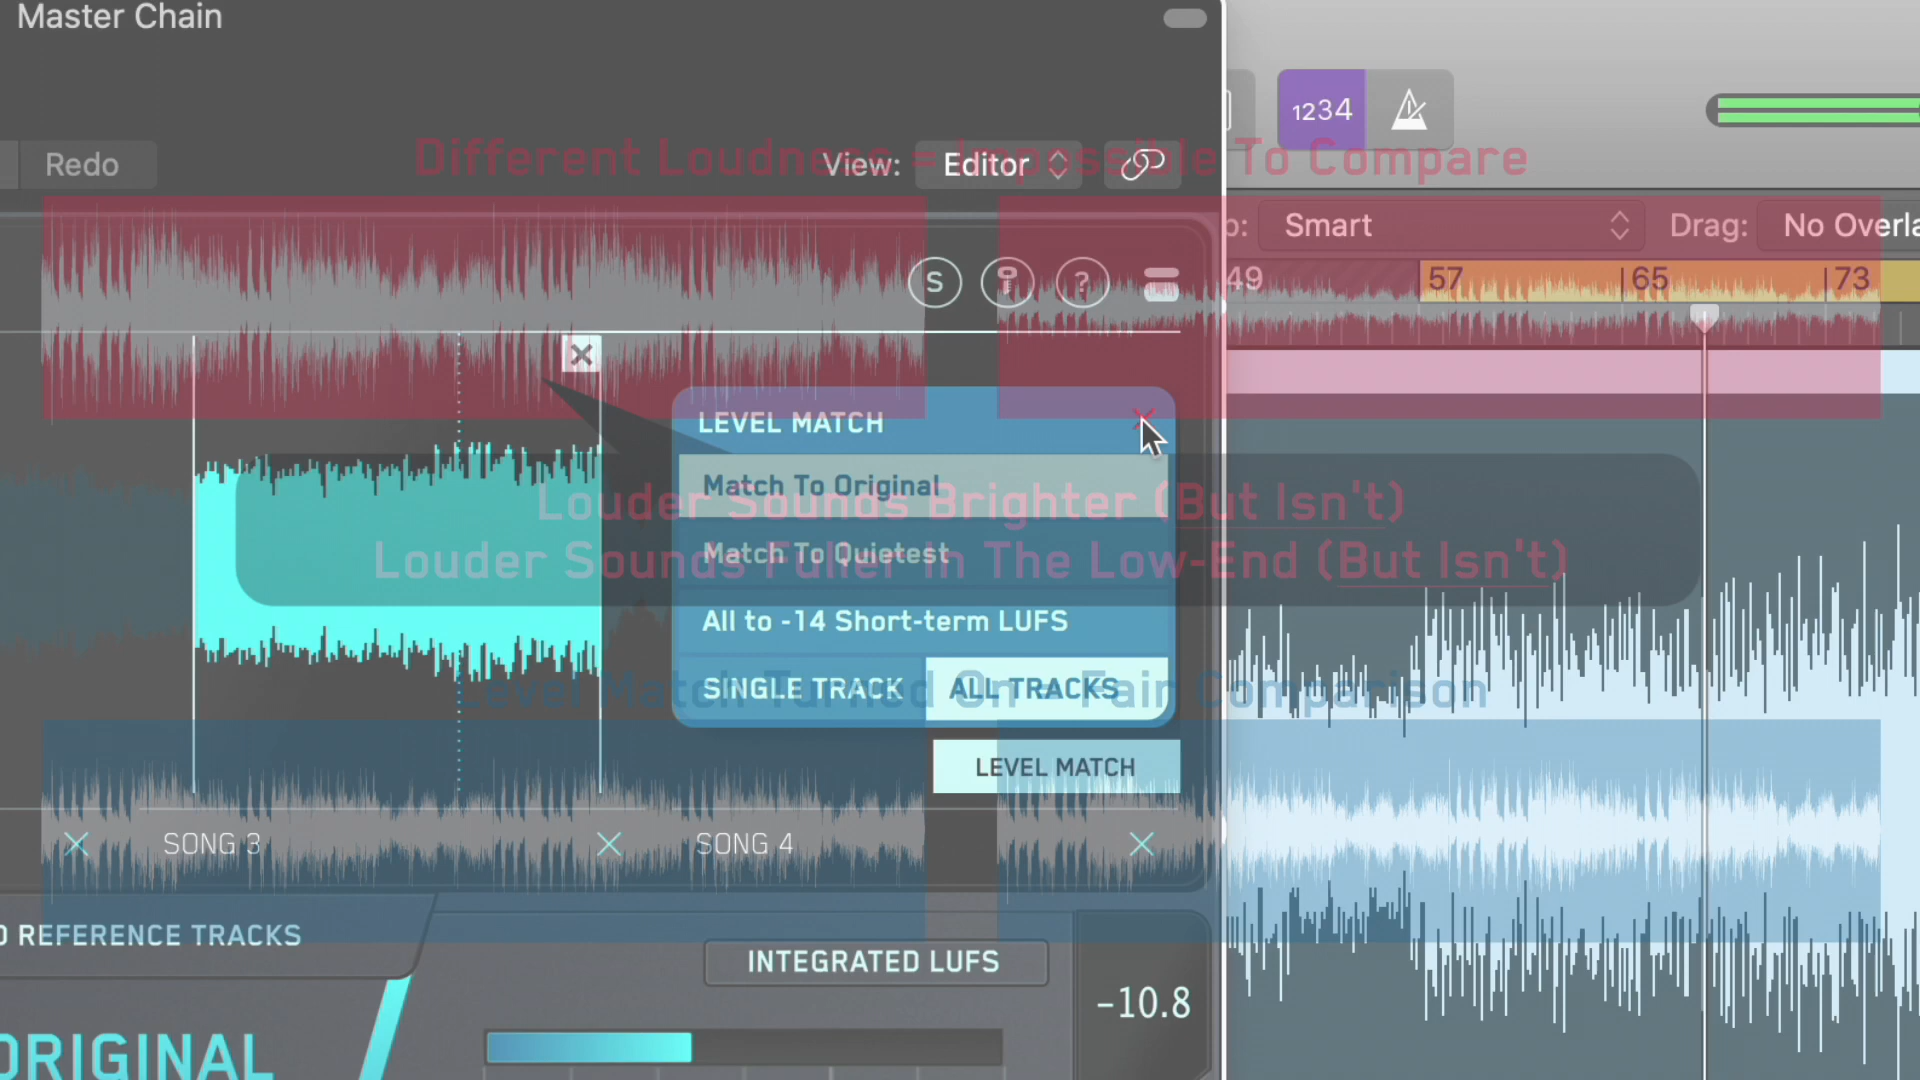 Master Chain
1234
Redo
View:
Editor
Different Loudness = Impossible To Compare
Smart
Drag:
No Overla
S
?
49
57
65
73
LEVEL MATCH
Match To Original
Louder Sounds Brighter (But Isn't)
Match To Quietest
Louder Sounds Fuller In The Low-End (But Isn't)
All to -14 Short-term LUFS
SINGLE TRACK
ALL TRACKS
Level Match Turned On = Fair Comparison
LEVEL MATCH
SONG 3
SONG 4
REFERENCE TRACKS
INTEGRATED LUFS
-10.8
ORIGINAL